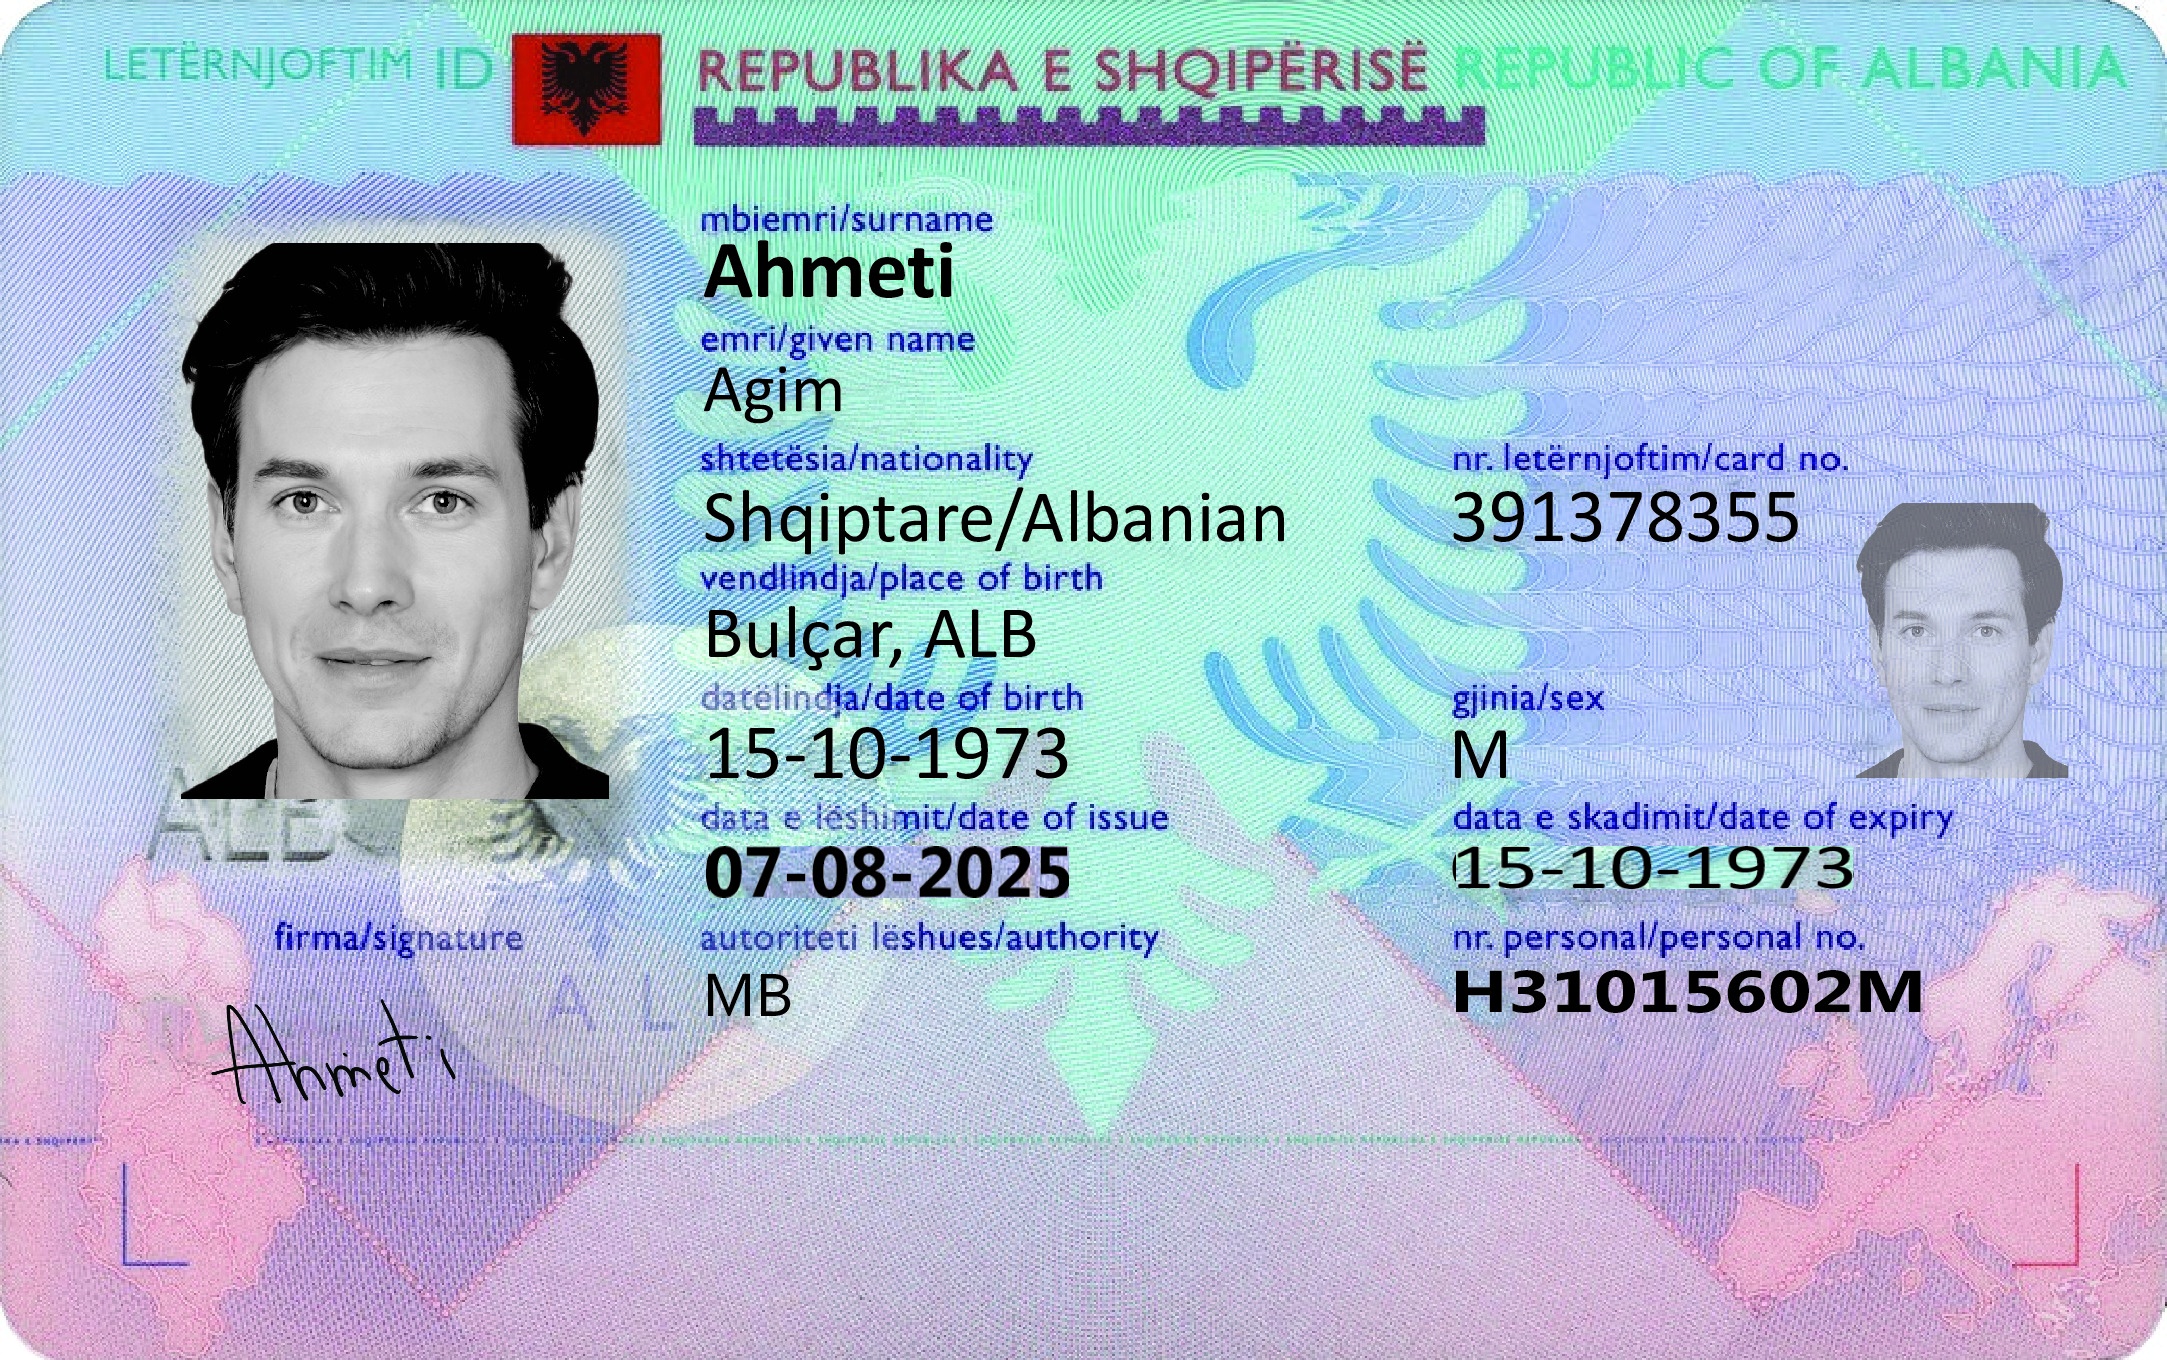 LETËRNJOFTIM ID REPUBLIKA E SHQIPËRISË REPUBLIC OF ALBANIA
mbiemri/surname
Ahmeti
emri/given name
Agim
shtetësia/nationality
Shqiptare/Albanian
nr. letërnjoftim/card no.
391378355
vendlindja/place of birth
Bulçar, ALB
datëlindja/date of birth
15-10-1973
gjinia/sex
M
data e lëshimit/date of issue
07-08-2025
data e skadimit/date of expiry
15-10-1973
autoriteti lëshues/authority
MB
nr. personal/personal no.
H31015602M
ALB
firma/signature
Ahmeti
A L